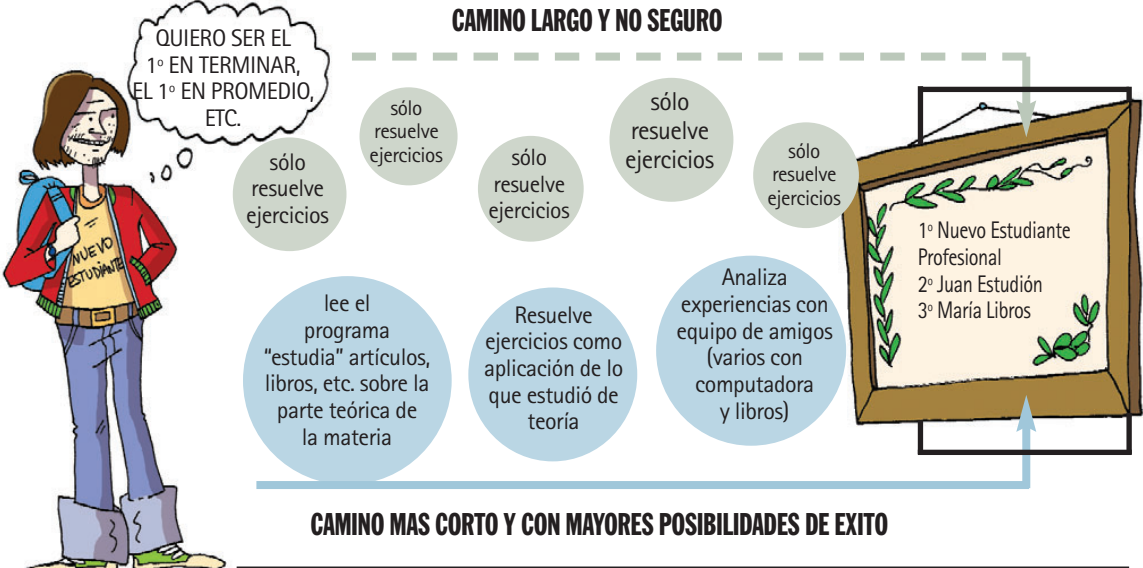 CAMINO LARGO Y NO SEGURO
QUIERO SER EL
1º EN TERMINAR,
EL 1º EN PROMEDIO,
ETC.
NUEVO
ESTUDIANTE
sólo
resuelve
ejercicios
sólo
resuelve
ejercicios
sólo
resuelve
ejercicios
sólo
resuelve
ejercicios
sólo
resuelve
ejercicios
lee el
programa
"estudia" artículos,
libros, etc. sobre la
parte teórica de
la materia
Resuelve
ejercicios como
aplicación de lo
que estudió de
teoría
Analiza
experiencias con
equipo de amigos
(varios con
computadora
y libros)
1º Nuevo Estudiante
Profesional
2º Juan Estudión
3º María Libros
CAMINO MAS CORTO Y CON MAYORES POSIBILIDADES DE EXITO